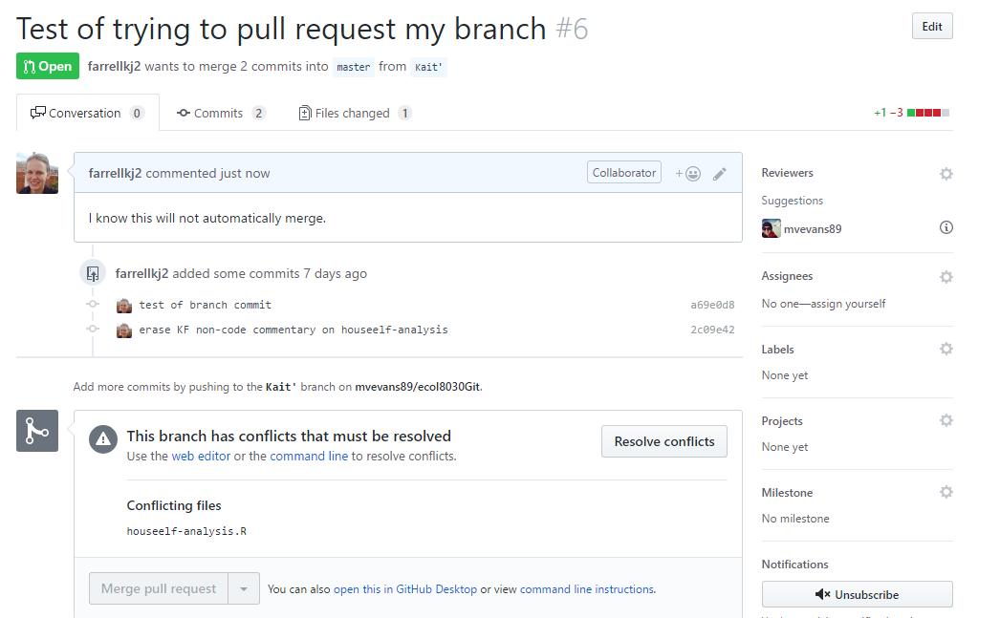 Test of trying to pull request my branch #6
Edit
Open farrellkj2 wants to merge 2 commits into master from Kait'
Conversation 0 Commits 2 Files changed 1 +1 −3
farrellkj2 commented just now Collaborator +
I know this will not automatically merge.
farrellkj2 added some commits 7 days ago
test of branch commit a69e0d8
erase KF non-code commentary on houseelf-analysis 2c09e42
Add more commits by pushing to the Kait' branch on mvevans89/ecol8030Git.
This branch has conflicts that must be resolved
Use the web editor or the command line to resolve conflicts.
Resolve conflicts
Conflicting files
houseelf-analysis.R
Merge pull request You can also open this in GitHub Desktop or view command line instructions.
Reviewers
Suggestions
mvevans89
Assignees
No one—assign yourself
Labels
None yet
Projects
None yet
Milestone
No milestone
Notifications
Unsubscribe